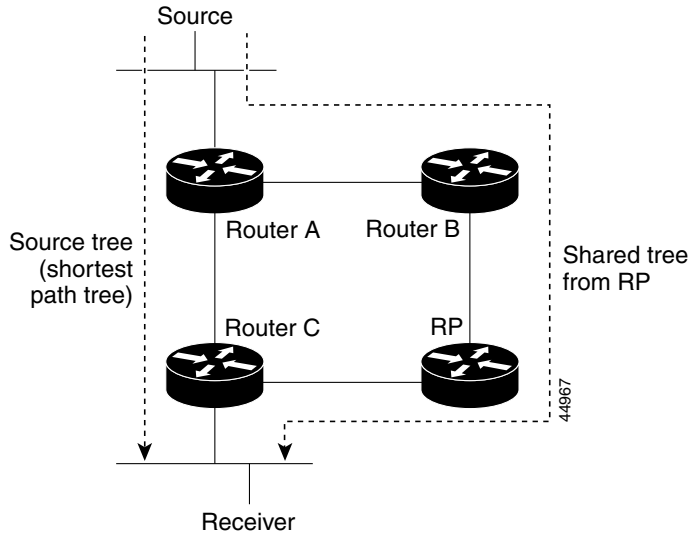 Source
Router A
Router B
Source tree
(shortest
path tree)
Shared tree
from RP
Router C
RP
44967
Receiver